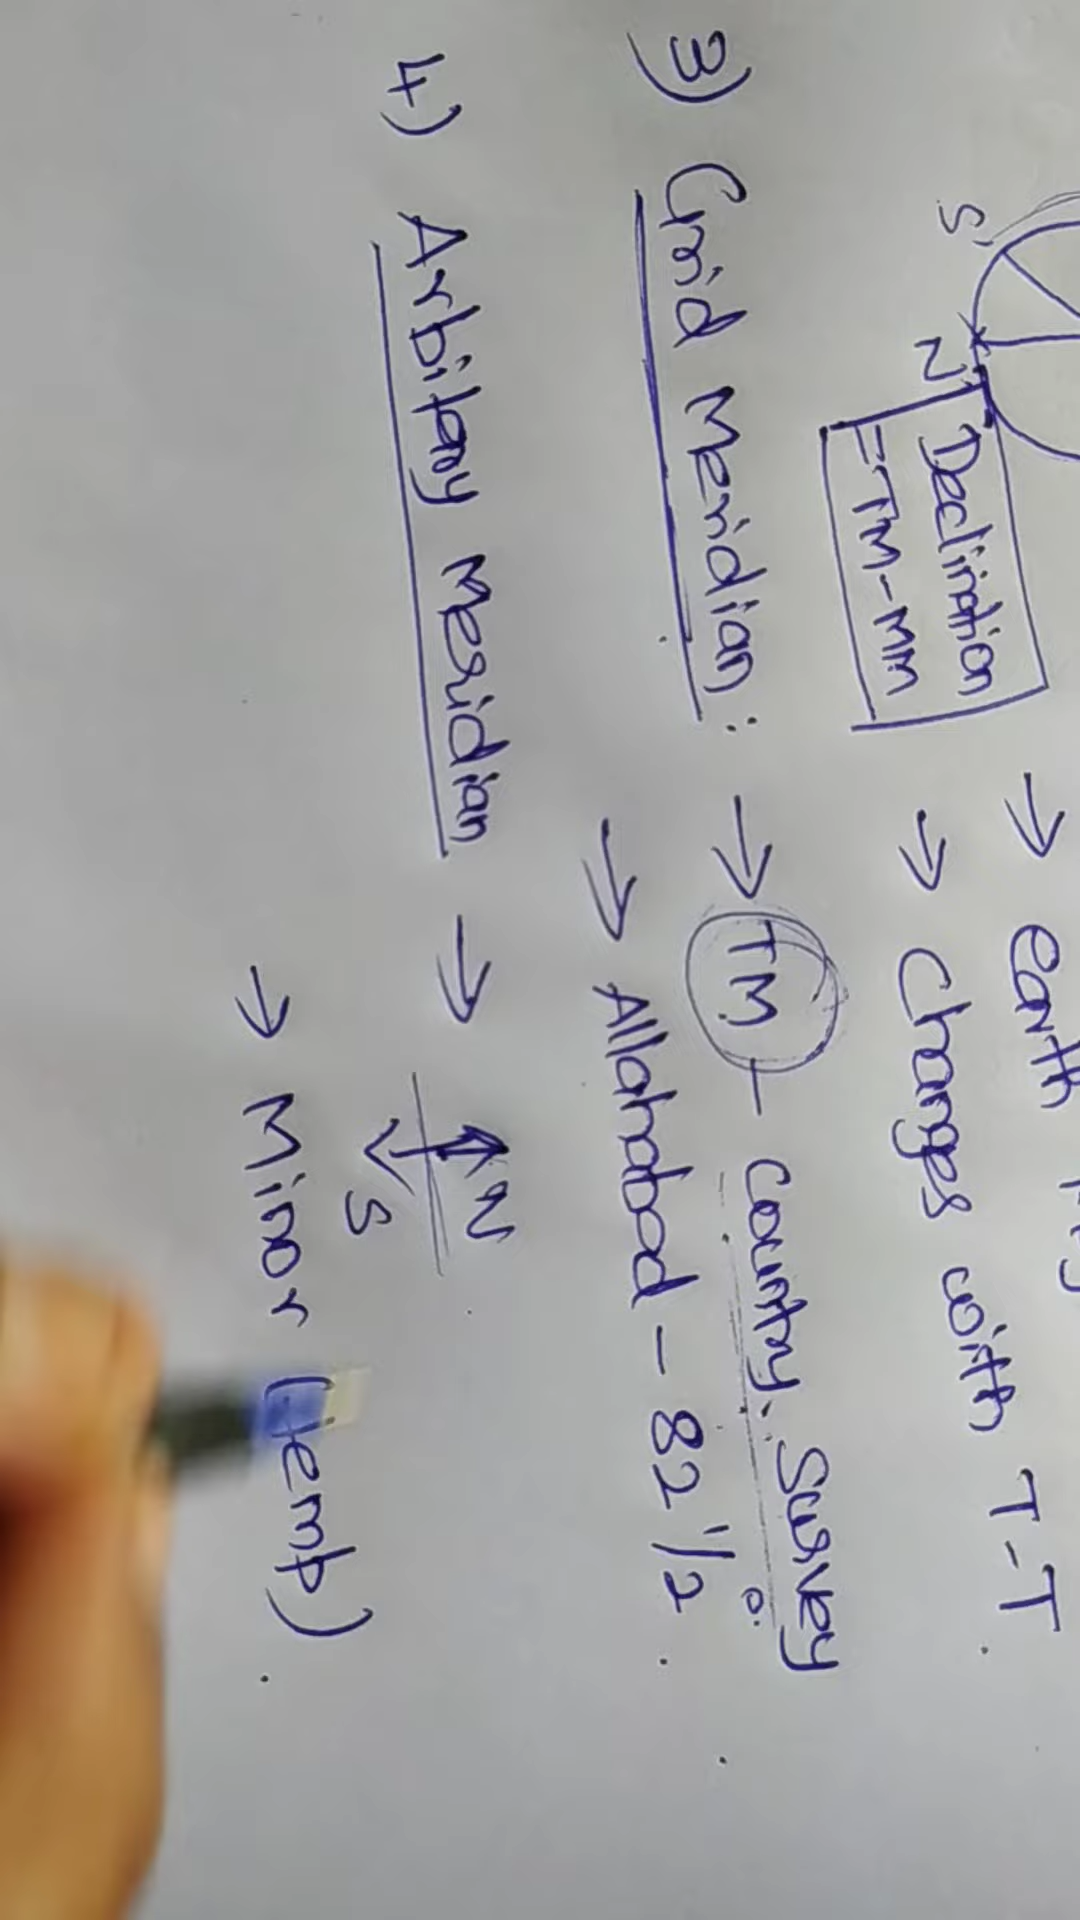 S
N
Declination
= TM - MM
→ earth
→ Changes with T-T
3) Grid Meridian: → TM - Country. Survey
→ Allahabad - 82 1/2
4) Arbitary Meridian → N
S
→ Minor (Temp)